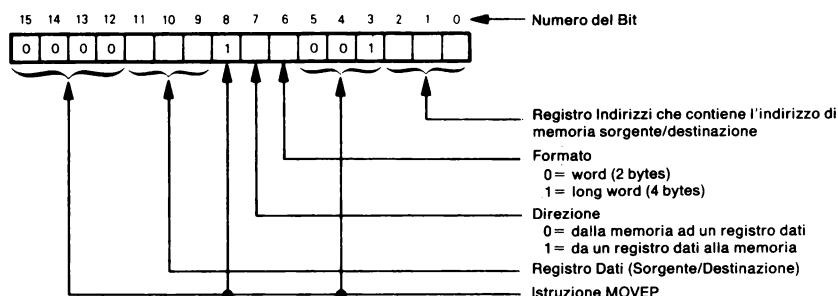 15 14 13 12 11 10 9 8 7 6 5 4 3 2 1 0 Numero del Bit
0 0 0 0 1 0 0 1
Registro Indirizzi che contiene l'indirizzo di
memoria sorgente/destinazione
Formato
0= word (2 bytes)
1= long word (4 bytes)
Direzione
0= dalla memoria ad un registro dati
1= da un registro dati alla memoria
Registro Dati (Sorgente/Destinazione)
Istruzione MOVEP